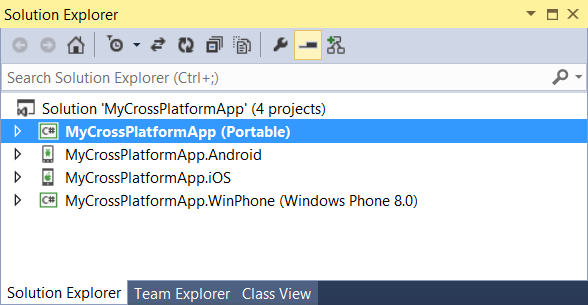 Solution Explorer
Search Solution Explorer (Ctrl+;)
Solution 'MyCrossPlatformApp' (4 projects)
C# MyCrossPlatformApp (Portable)
MyCrossPlatformApp.Android
MyCrossPlatformApp.iOS
C# MyCrossPlatformApp.WinPhone (Windows Phone 8.0)
Solution Explorer Team Explorer Class View